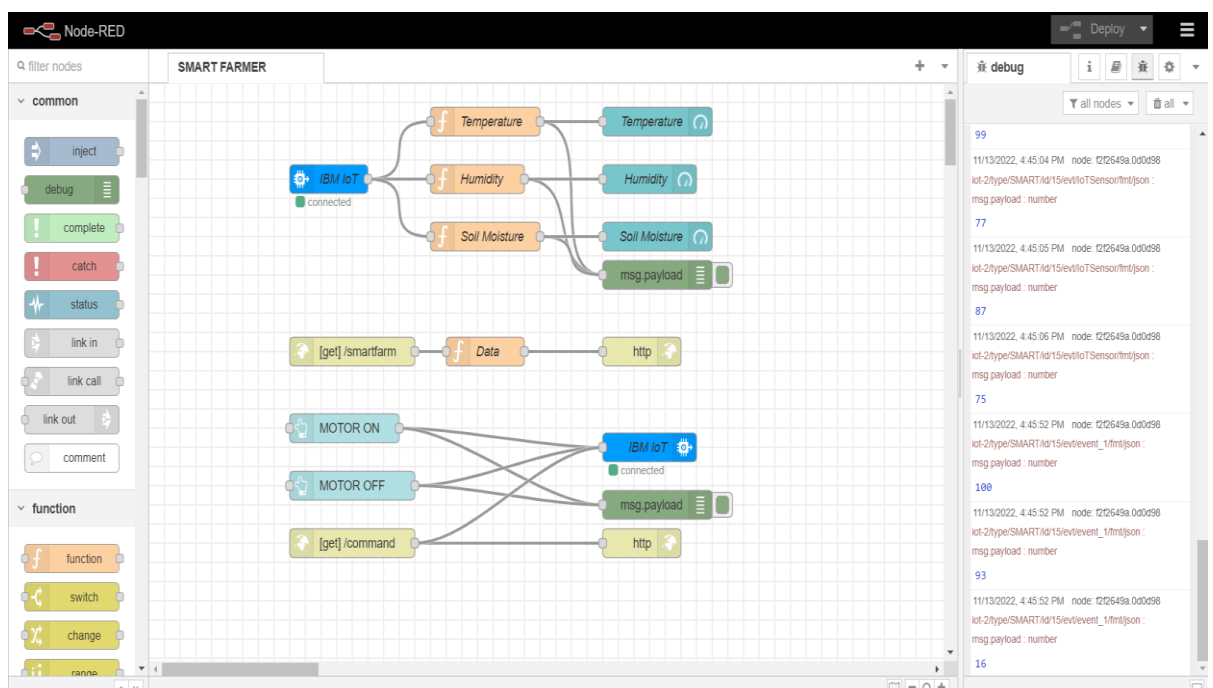 Node-RED
Deploy
filter nodes
SMART FARMER
debug
i
all nodes
all
common
inject
debug
complete
catch
status
link in
link call
link out
comment
function
function
switch
change
range
Temperature
Temperature
IBM IoT
connected
Humidity
Humidity
Soil Moisture
Soil Moisture
msg.payload
[get] /smartfarm
Data
http
MOTOR ON
MOTOR OFF
[get] /command
IBM IoT
connected
msg.payload
http
99
11/13/2022, 4:45:04 PM node: f2f2649a.0d0d98
iot-2/type/SMART/id/15/evt/IoTSensor/fmt/json :
msg.payload : number
77
11/13/2022, 4:45:05 PM node: f2f2649a.0d0d98
iot-2/type/SMART/id/15/evt/IoTSensor/fmt/json :
msg.payload : number
87
11/13/2022, 4:45:06 PM node: f2f2649a.0d0d98
iot-2/type/SMART/id/15/evt/IoTSensor/fmt/json :
msg.payload : number
75
11/13/2022, 4:45:52 PM node: f2f2649a.0d0d98
iot-2/type/SMART/id/15/evt/event_1/fmt/json :
msg.payload : number
100
11/13/2022, 4:45:52 PM node: f2f2649a.0d0d98
iot-2/type/SMART/id/15/evt/event_1/fmt/json :
msg.payload : number
93
11/13/2022, 4:45:52 PM node: f2f2649a.0d0d98
iot-2/type/SMART/id/15/evt/event_1/fmt/json :
msg.payload : number
16